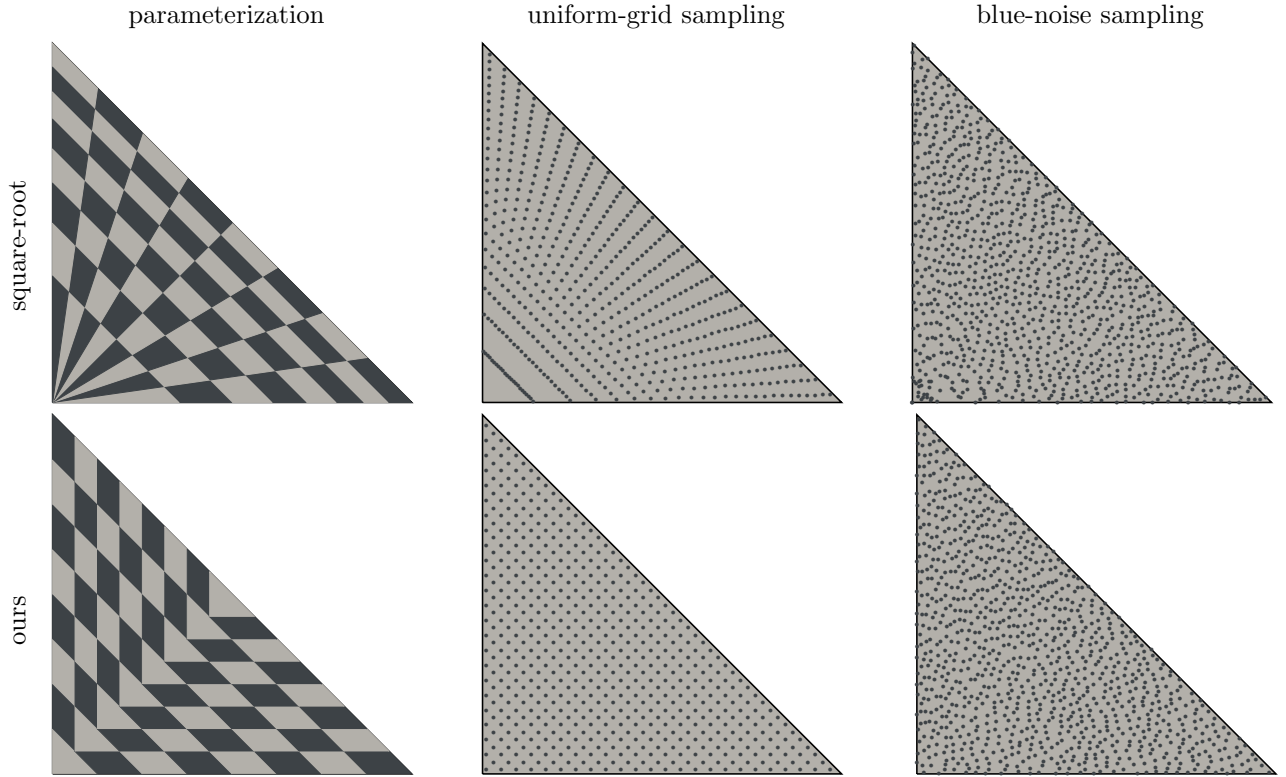 parameterization
uniform-grid sampling
blue-noise sampling
square-root
ours